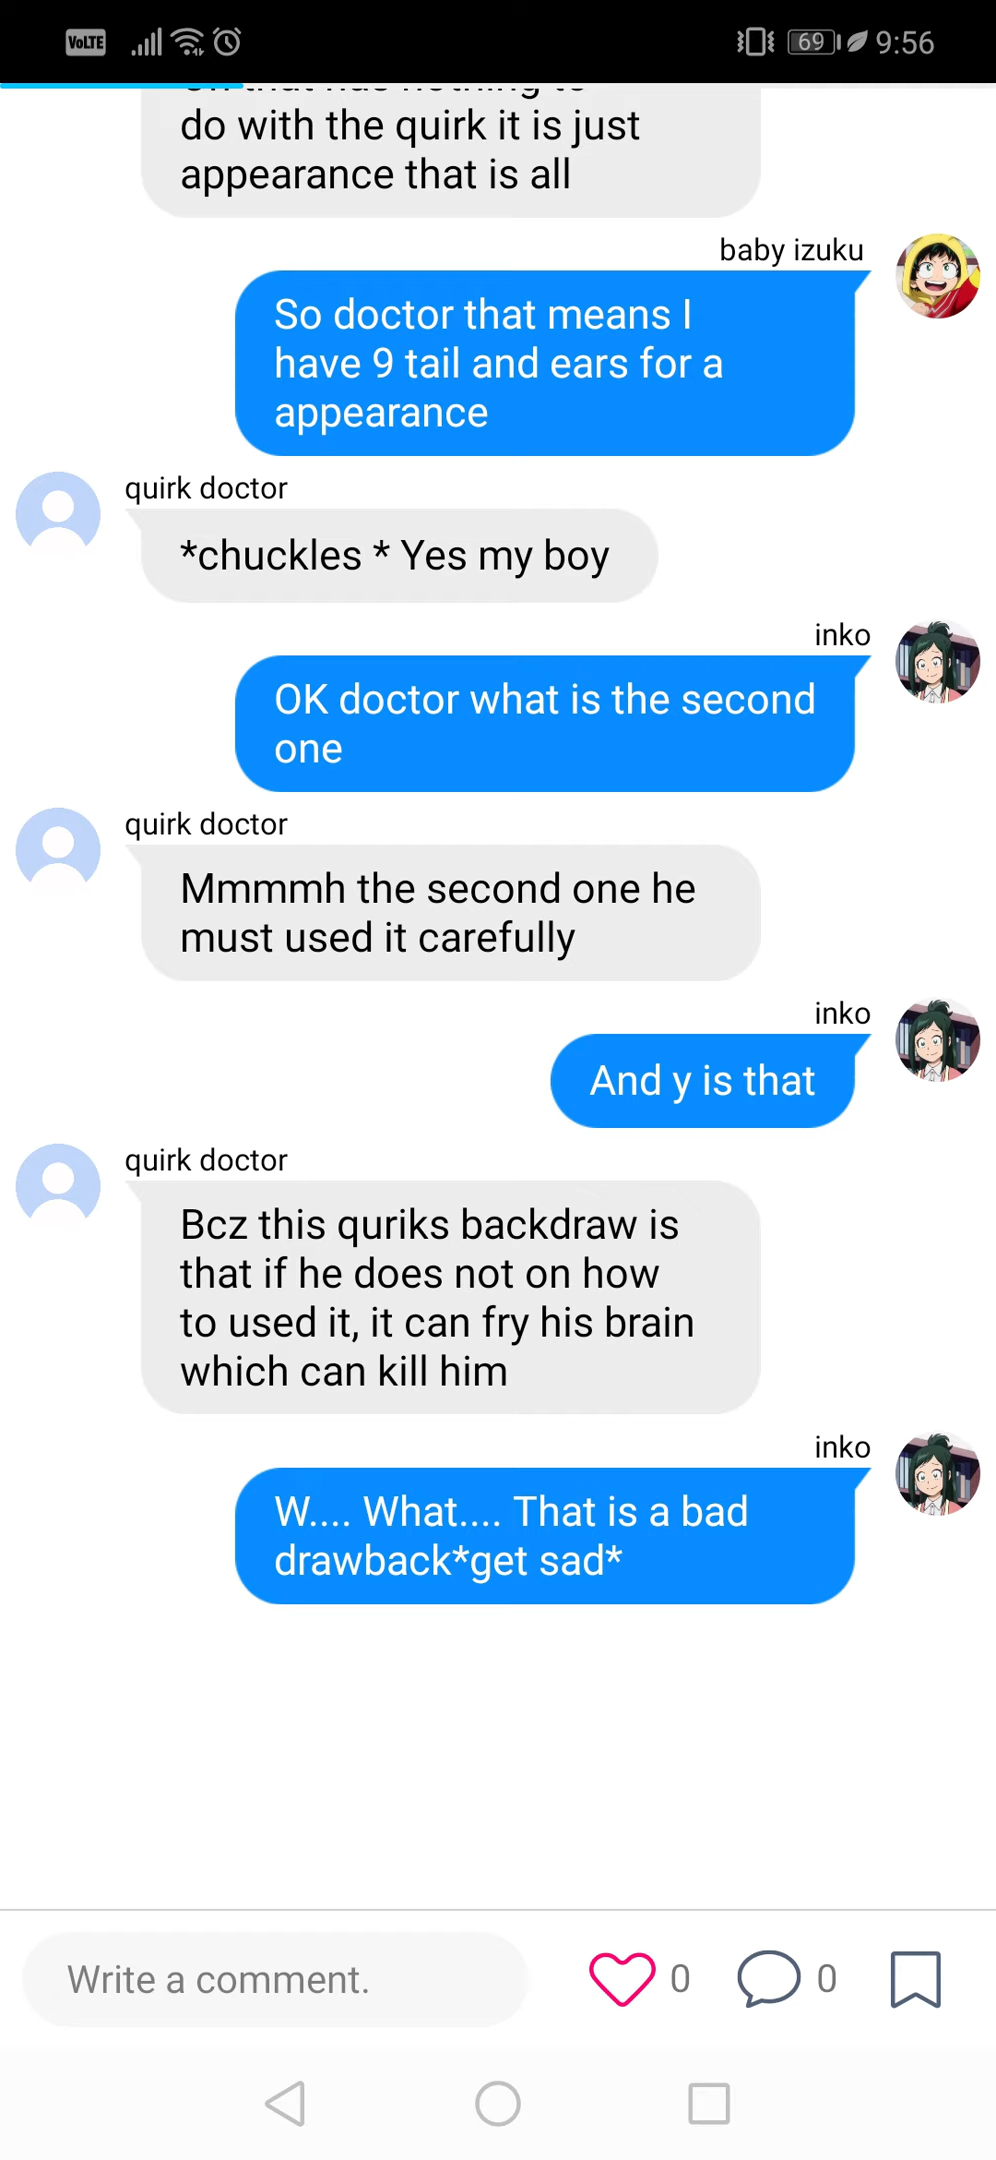 VoLTE 69 9:56
do with the quirk it is just
appearance that is all
baby izuku
So doctor that means I
have 9 tail and ears for a
appearance
quirk doctor
*chuckles * Yes my boy
inko
OK doctor what is the second
one
quirk doctor
Mmmmh the second one he
must used it carefully
inko
And y is that
quirk doctor
Bcz this quriks backdraw is
that if he does not on how
to used it, it can fry his brain
which can kill him
inko
W.... What.... That is a bad
drawback*get sad*
Write a comment. 0 0